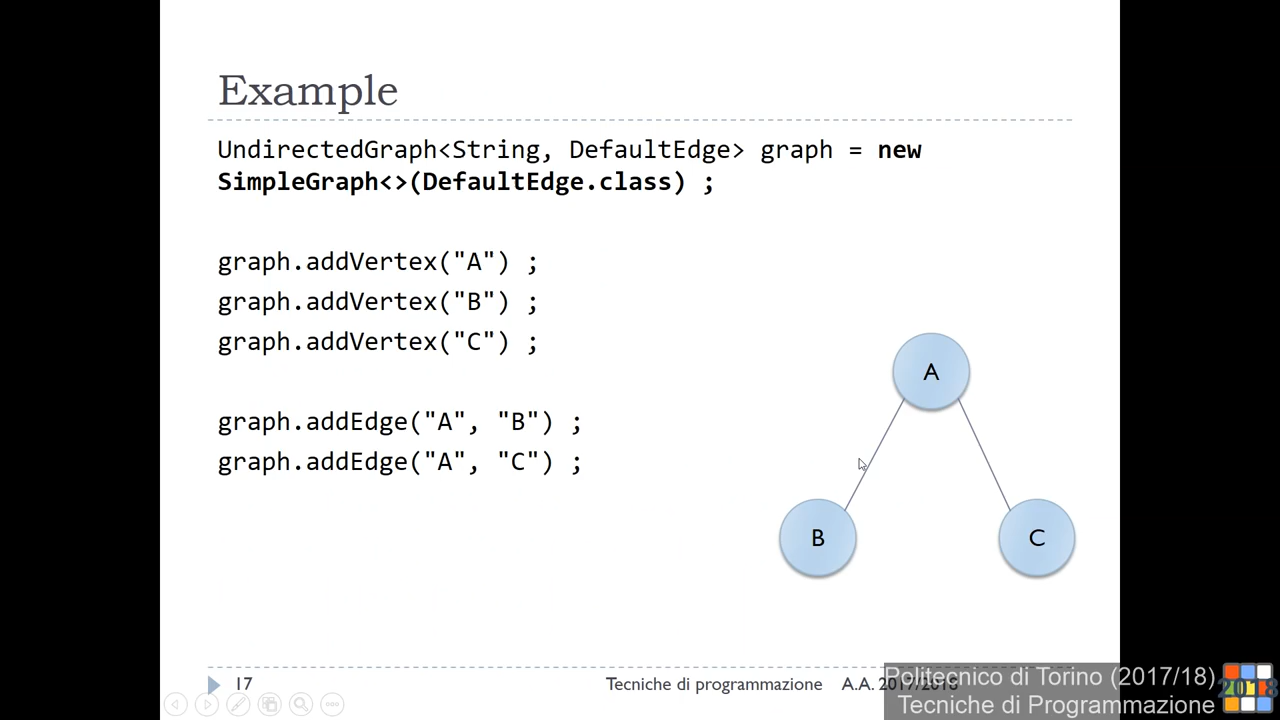 Example
UndirectedGraph<String, DefaultEdge> graph = new
SimpleGraph<>(DefaultEdge.class) ;
graph.addVertex("A") ;
graph.addVertex("B") ;
graph.addVertex("C") ;
graph.addEdge("A", "B") ;
graph.addEdge("A", "C") ;
A
B
C
17
Tecniche di programmazione
A.A. 2017/2018
Politecnico di Torino (2017/18)
Tecniche di Programmazione
2018